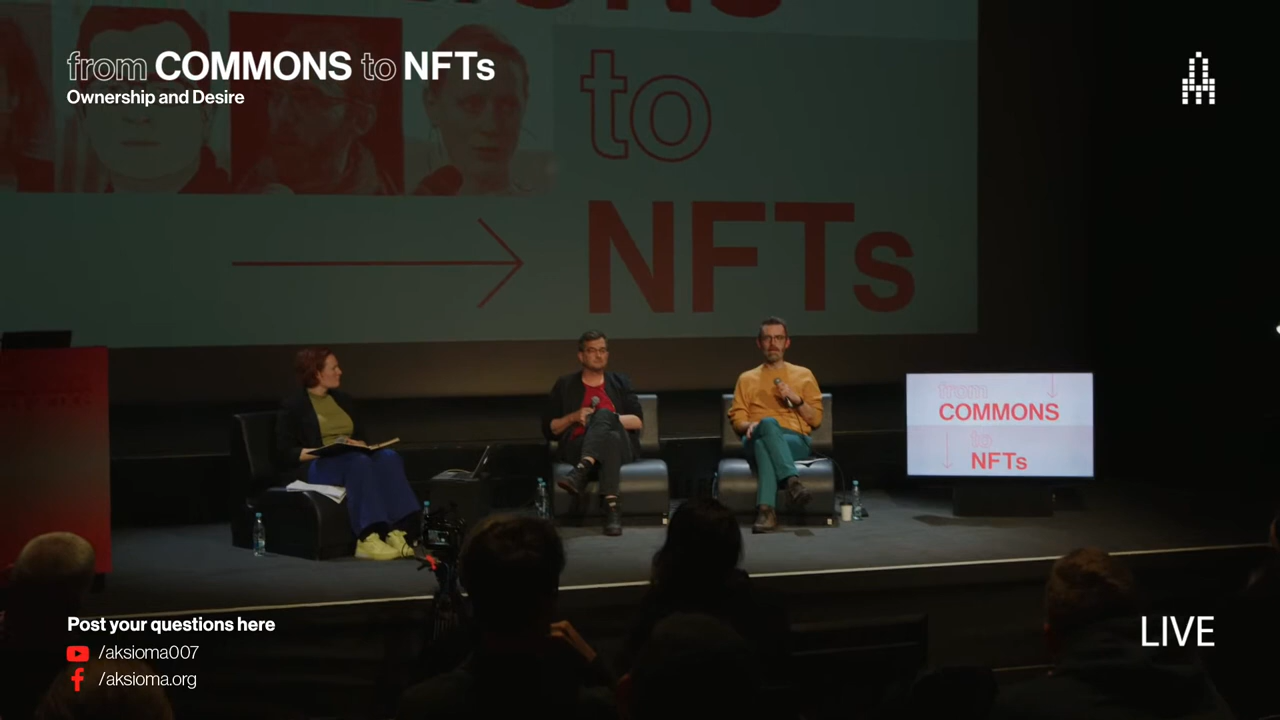 from COMMONS to NFTs
Ownership and Desire
to
NFTs
from
COMMONS
to
NFTs
Post your questions here
/aksioma007
/aksioma.org
LIVE